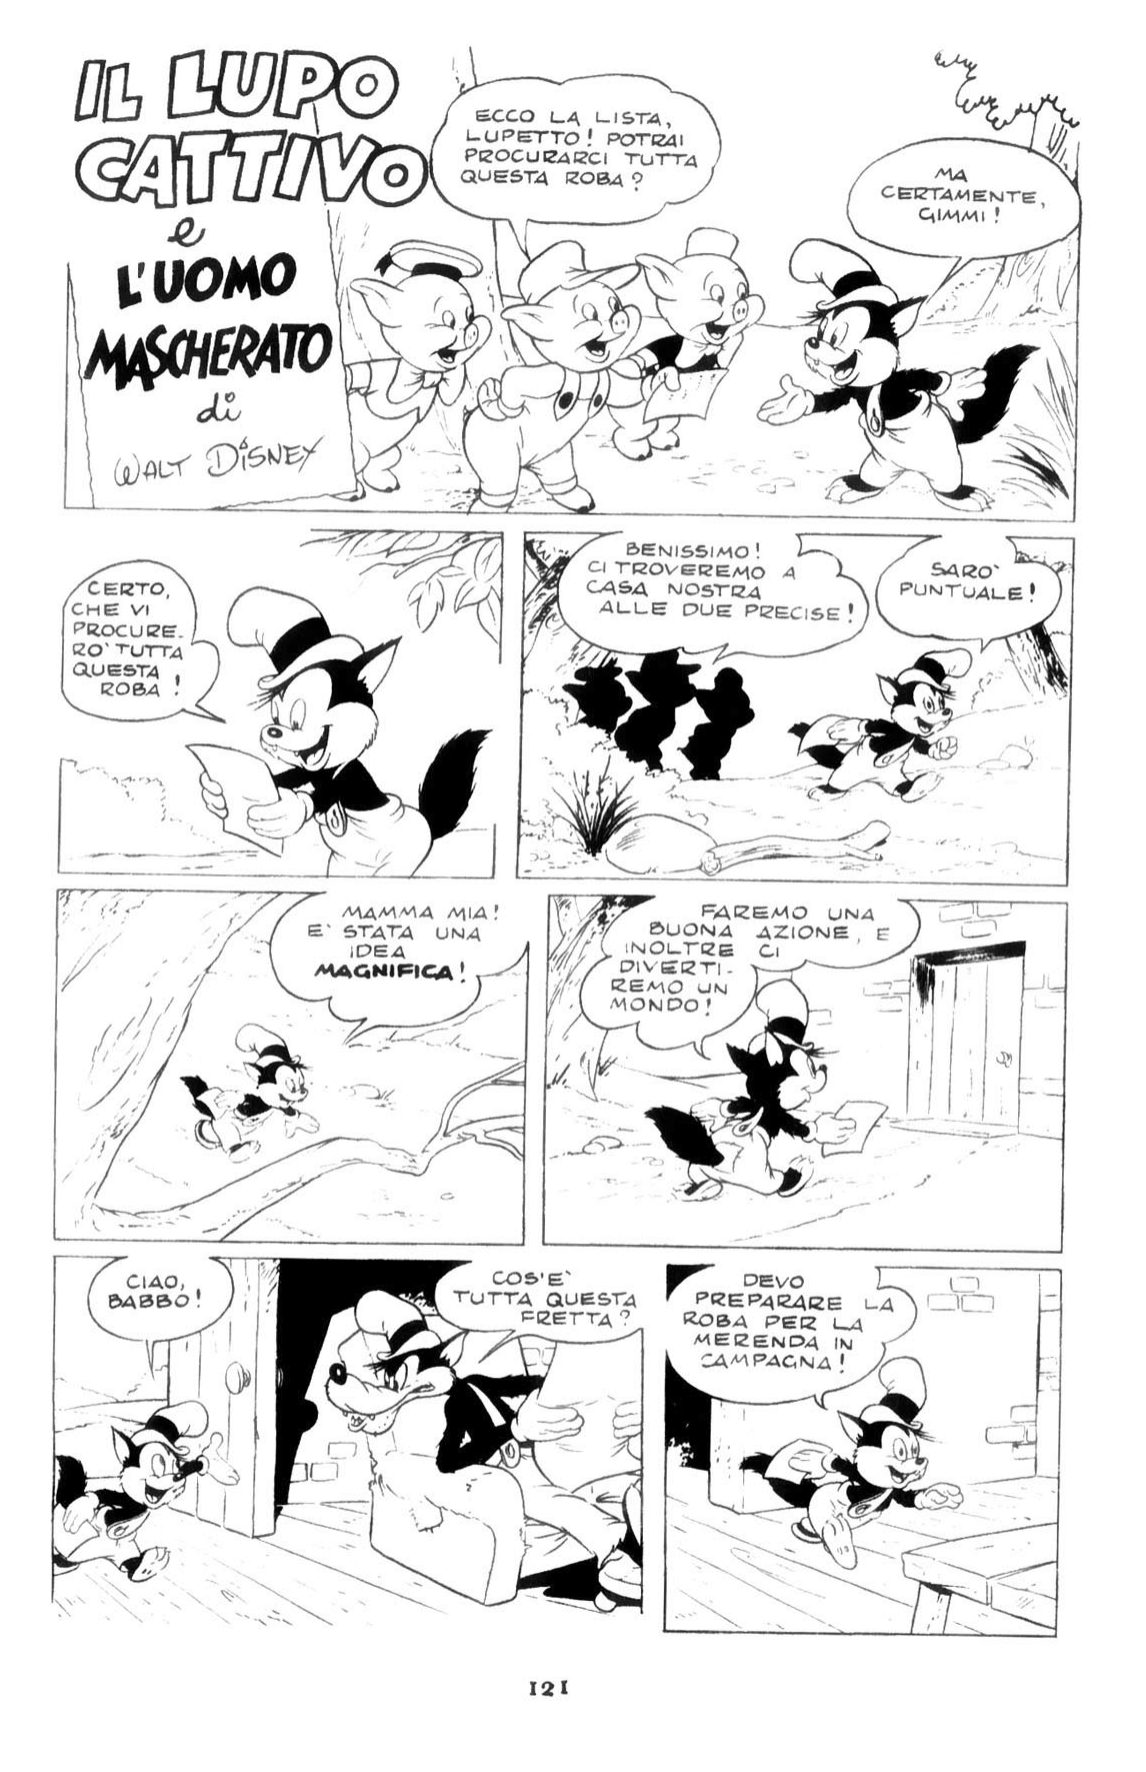 IL LUPO
CATTIVO
e
L'UOMO
MASCHERATO
di
WALT DISNEY
ECCO LA LISTA,
LUPETTO! POTRAI
PROCURARCI TUTTA
QUESTA ROBA?
MA
CERTAMENTE,
GIMMI!
CERTO,
CHE VI
PROCURE-
RO' TUTTA
QUESTA
ROBA!
BENISSIMO!
CI TROVEREMO A
CASA NOSTRA
ALLE DUE PRECISE!
SARO'
PUNTUALE!
MAMMA MIA!
E' STATA UNA
IDEA
MAGNIFICA!
FAREMO UNA
BUONA AZIONE, E
INOLTRE CI
DIVERTI-
REMO UN
MONDO!
CIAO,
BABBO!
COS'E'
TUTTA QUESTA
FRETTA?
DEVO
PREPARARE LA
ROBA PER LA
MERENDA IN
CAMPAGNA!
121